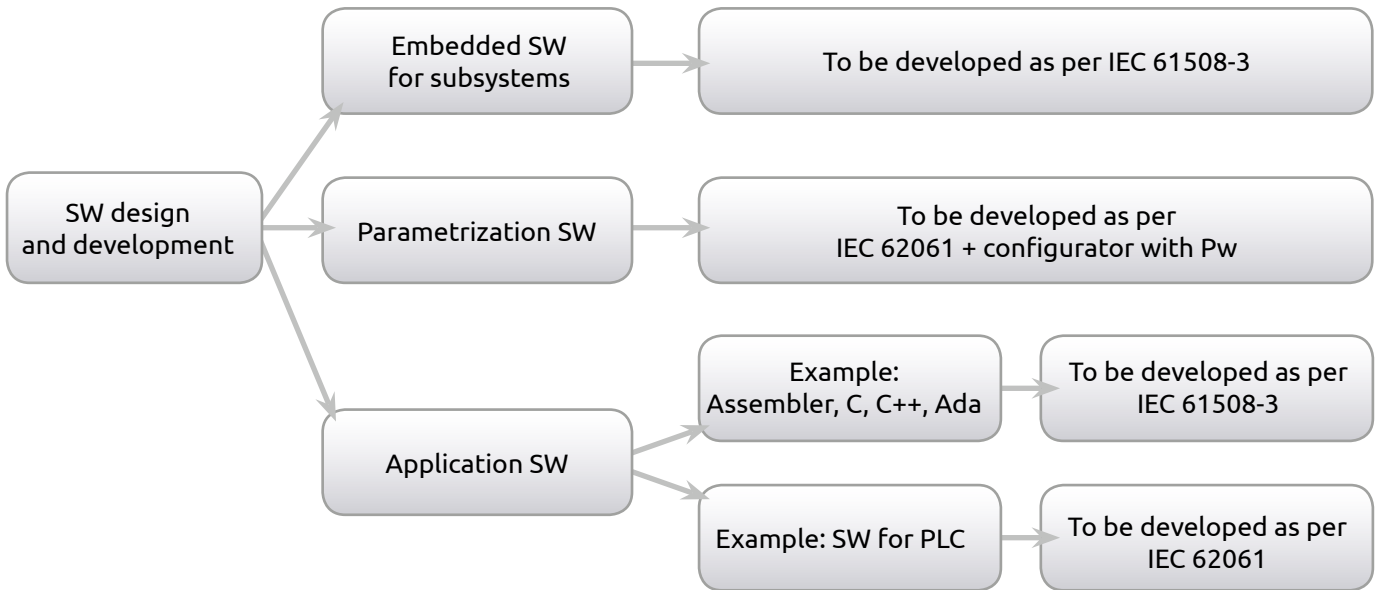 Embedded SW
for subsystems
To be developed as per IEC 61508-3
SW design
and development
Parametrization SW
To be developed as per
IEC 62061 + configurator with Pw
Application SW
Example:
Assembler, C, C++, Ada
To be developed as per
IEC 61508-3
Example: SW for PLC
To be developed as per
IEC 62061